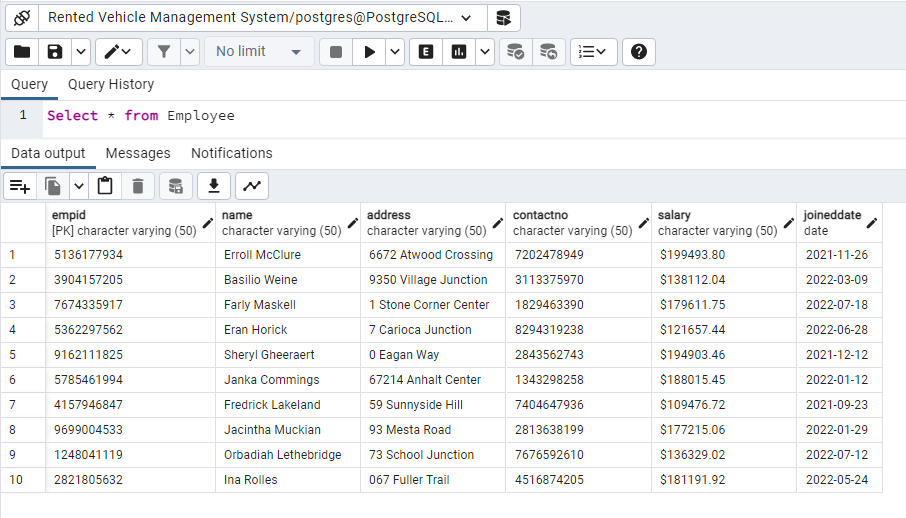 Rented Vehicle Management System/postgres@PostgreSQL...
No limit
E
Query Query History
1 Select * from Employee
Data output Messages Notifications
empid name address contactno salary joineddate
[PK] character varying (50) character varying (50) character varying (50) character varying (50) character varying (50) date
1 5136177934 Erroll McClure 6672 Atwood Crossing 7202478949 $199493.80 2021-11-26
2 3904157205 Basilio Weine 9350 Village Junction 3113375970 $138112.04 2022-03-09
3 7674335917 Farly Maskell 1 Stone Corner Center 1829463390 $179611.75 2022-07-18
4 5362297562 Eran Horick 7 Carioca Junction 8294319238 $121657.44 2022-06-28
5 9162111825 Sheryl Gheeraert 0 Eagan Way 2843562743 $194903.46 2021-12-12
6 5785461994 Janka Commings 67214 Anhalt Center 1343298258 $188015.45 2022-01-12
7 4157946847 Fredrick Lakeland 59 Sunnyside Hill 7404647936 $109476.72 2021-09-23
8 9699004533 Jacintha Muckian 93 Mesta Road 2813638199 $177215.06 2022-01-29
9 1248041119 Orbadiah Lethebridge 73 School Junction 7676592610 $136329.02 2022-07-12
10 2821805632 Ina Rolles 067 Fuller Trail 4516874205 $181191.92 2022-05-24